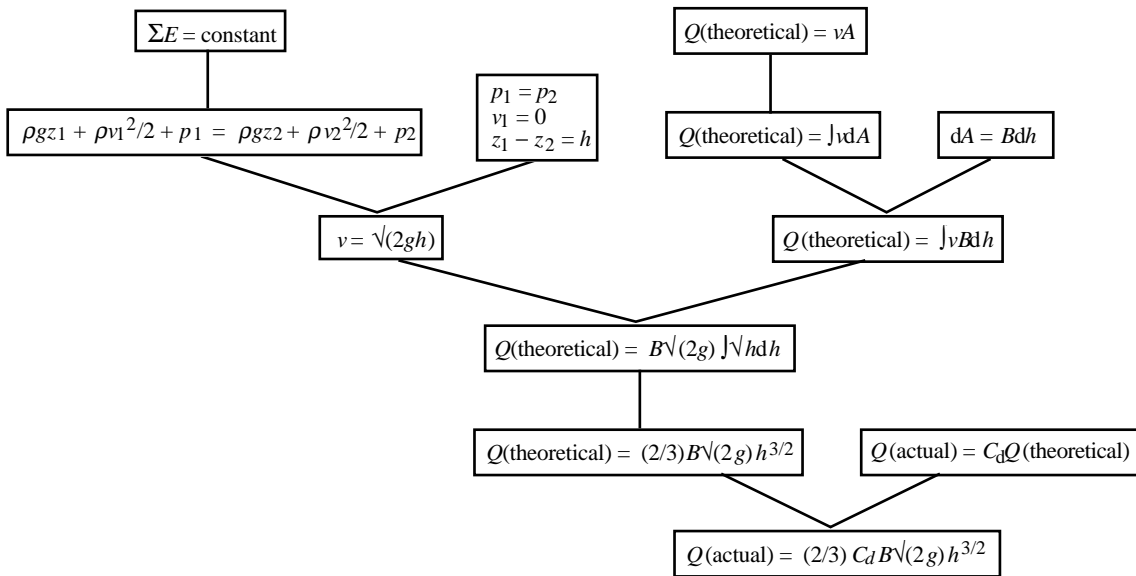 ΣE = constant
Q(theoretical) = vA
ρgz1 + ρv1²/2 + p1 = ρgz2 + ρv2²/2 + p2
p1 = p2
v1 = 0
z1 − z2 = h
Q(theoretical) = ∫vdA
dA = Bdh
v = √(2gh)
Q(theoretical) = ∫vBdh
Q(theoretical) = B√(2g) ∫√hdh
Q(theoretical) = (2/3)B√(2g) h^3/2
Q(actual) = CdQ(theoretical)
Q(actual) = (2/3) CdB√(2g) h^3/2